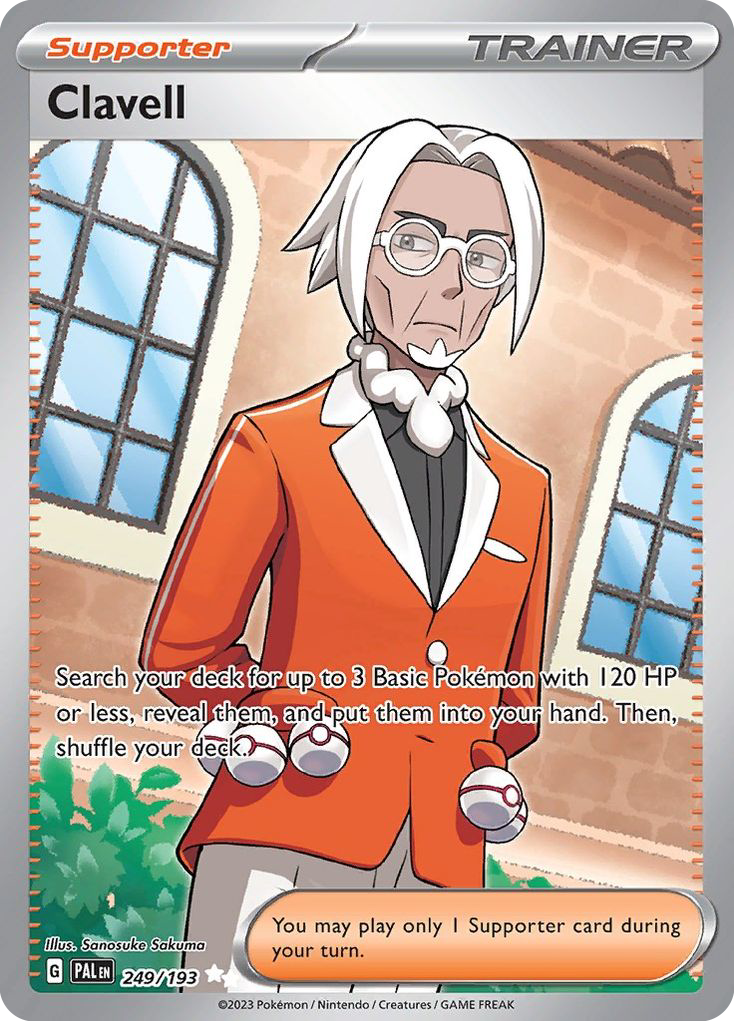 Supporter
TRAINER
Clavell
Search your deck for up to 3 Basic Pokémon with 120 HP
or less, reveal them, and put them into your hand. Then,
shuffle your deck.
You may play only 1 Supporter card during
your turn.
Illus. Sanosuke Sakuma
G PAL EN 249/193
©2023 Pokémon / Nintendo / Creatures / GAME FREAK